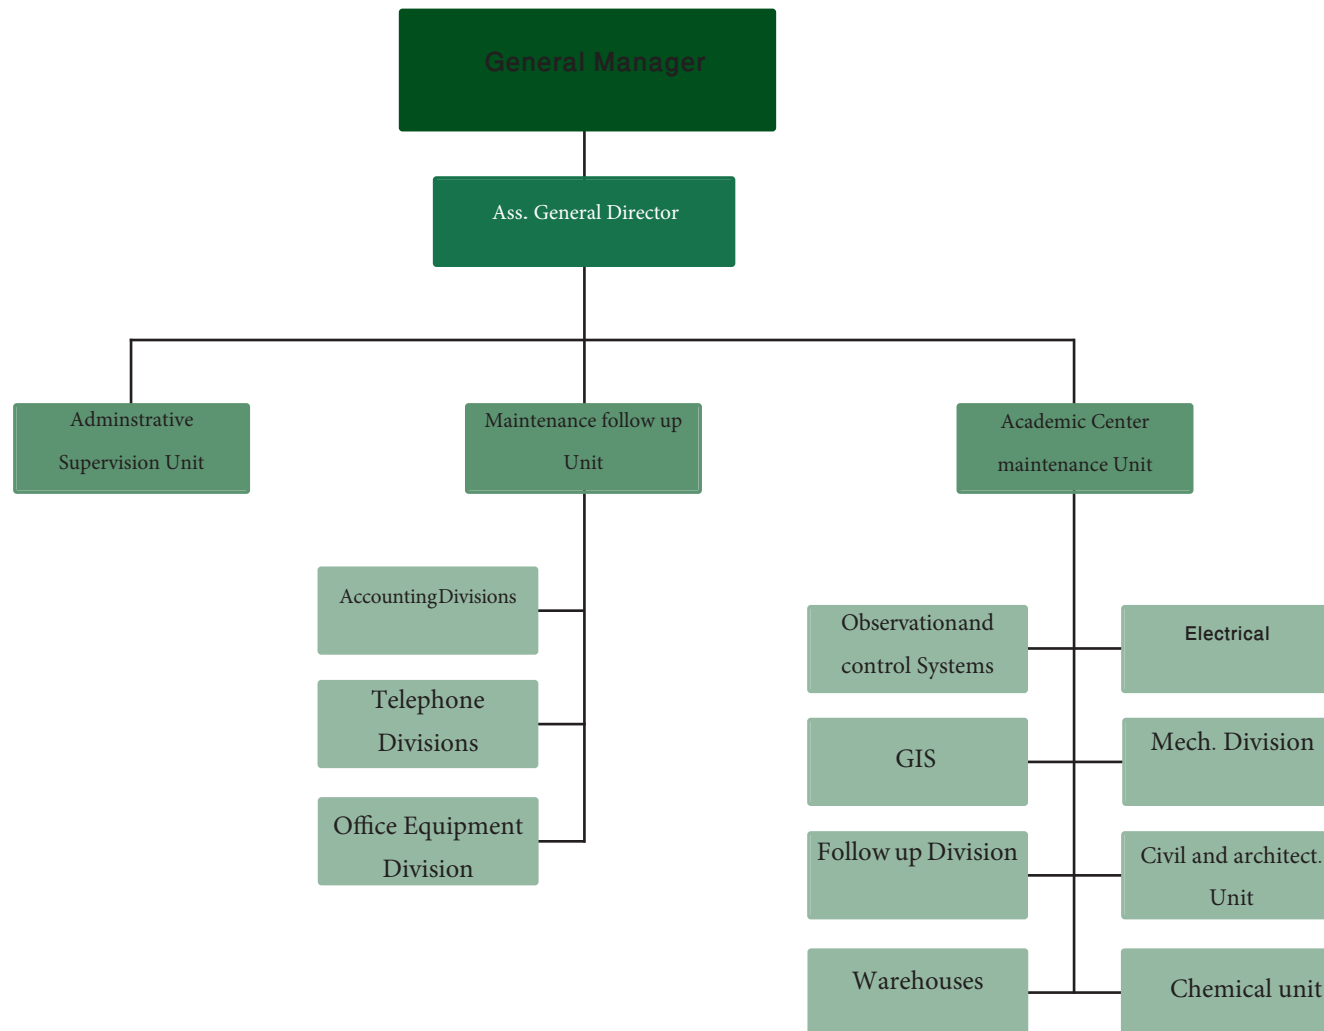 General Manager
Ass. General Director
Adminstrative
Supervision Unit
Maintenance follow up
Unit
Academic Center
maintenance Unit
AccountingDivisions
Telephone
Divisions
Office Equipment
Division
Observationand
control Systems
Electrical
GIS
Mech. Division
Follow up Division
Civil and architect.
Unit
Warehouses
Chemical unit